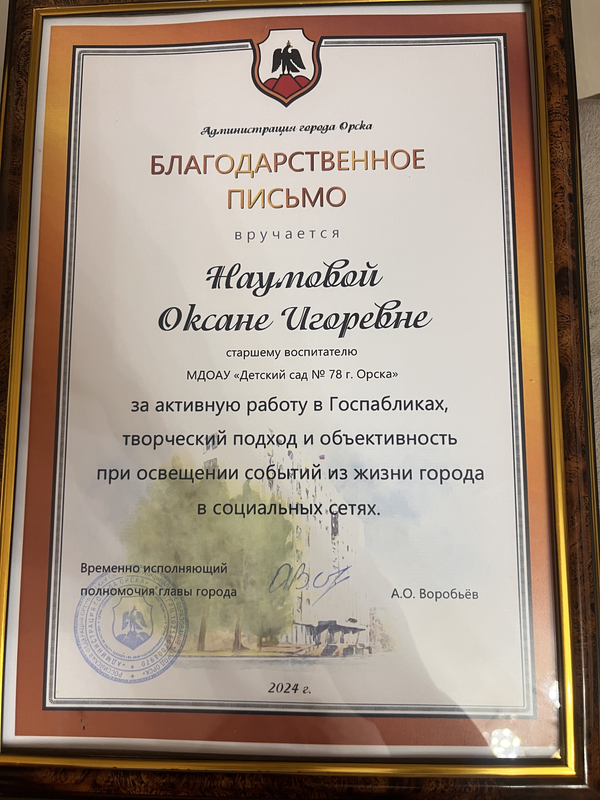 Администрация города Орска
БЛАГОДАРСТВЕННОЕ
ПИСЬМО
вручается
Наумовой
Оксане Игоревне
старшему воспитателю
МДОАУ «Детский сад № 78 г. Орска»
за активную работу в Госпабликах,
творческий подход и объективность
при освещении событий из жизни города
в социальных сетях.
Временно исполняющий
полномочия главы города
А.О. Воробьёв
2024 г.